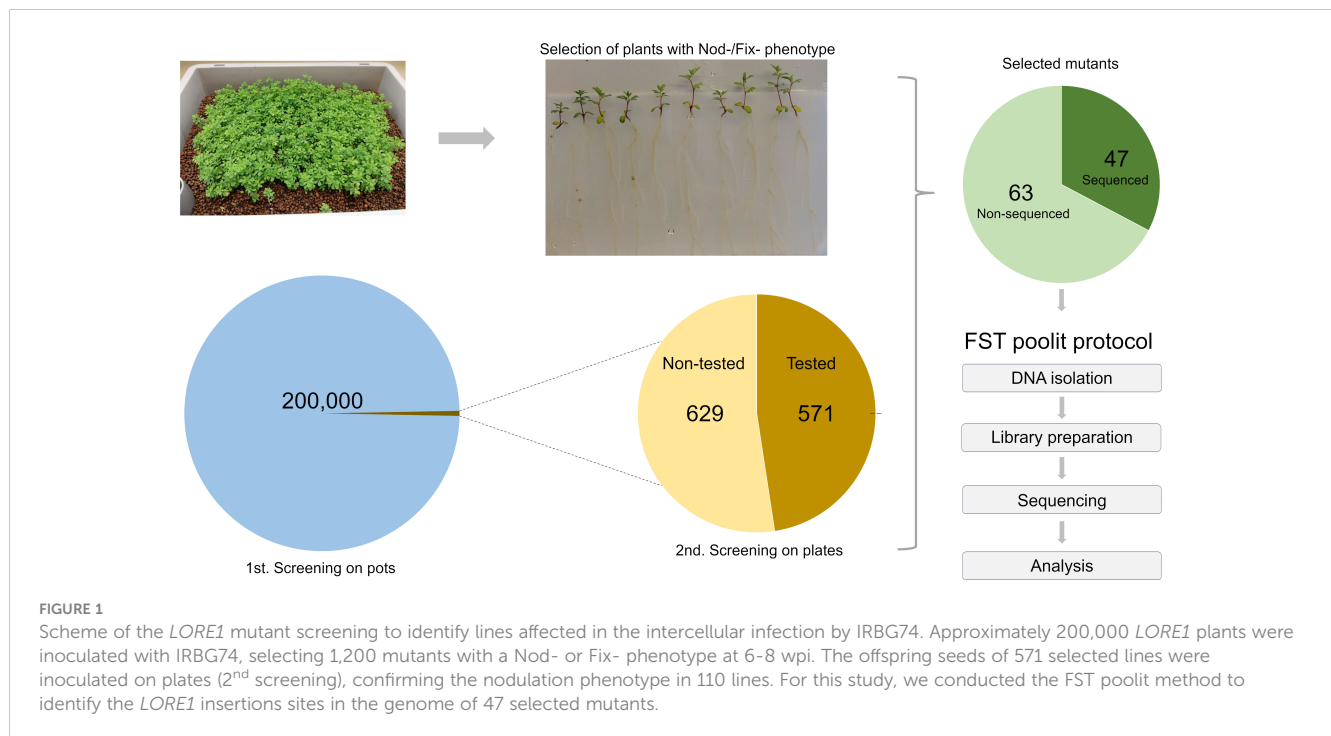 Selection of plants with Nod-/Fix- phenotype
Selected mutants
47
Sequenced
63
Non-sequenced
200,000
1st. Screening on pots
Non-tested
629
Tested
571
2nd. Screening on plates
FST poolit protocol
DNA isolation
Library preparation
Sequencing
Analysis
FIGURE 1
Scheme of the LORE1 mutant screening to identify lines affected in the intercellular infection by IRBG74. Approximately 200,000 LORE1 plants were
inoculated with IRBG74, selecting 1,200 mutants with a Nod- or Fix- phenotype at 6-8 wpi. The offspring seeds of 571 selected lines were
inoculated on plates (2nd screening), confirming the nodulation phenotype in 110 lines. For this study, we conducted the FST poolit method to
identify the LORE1 insertions sites in the genome of 47 selected mutants.